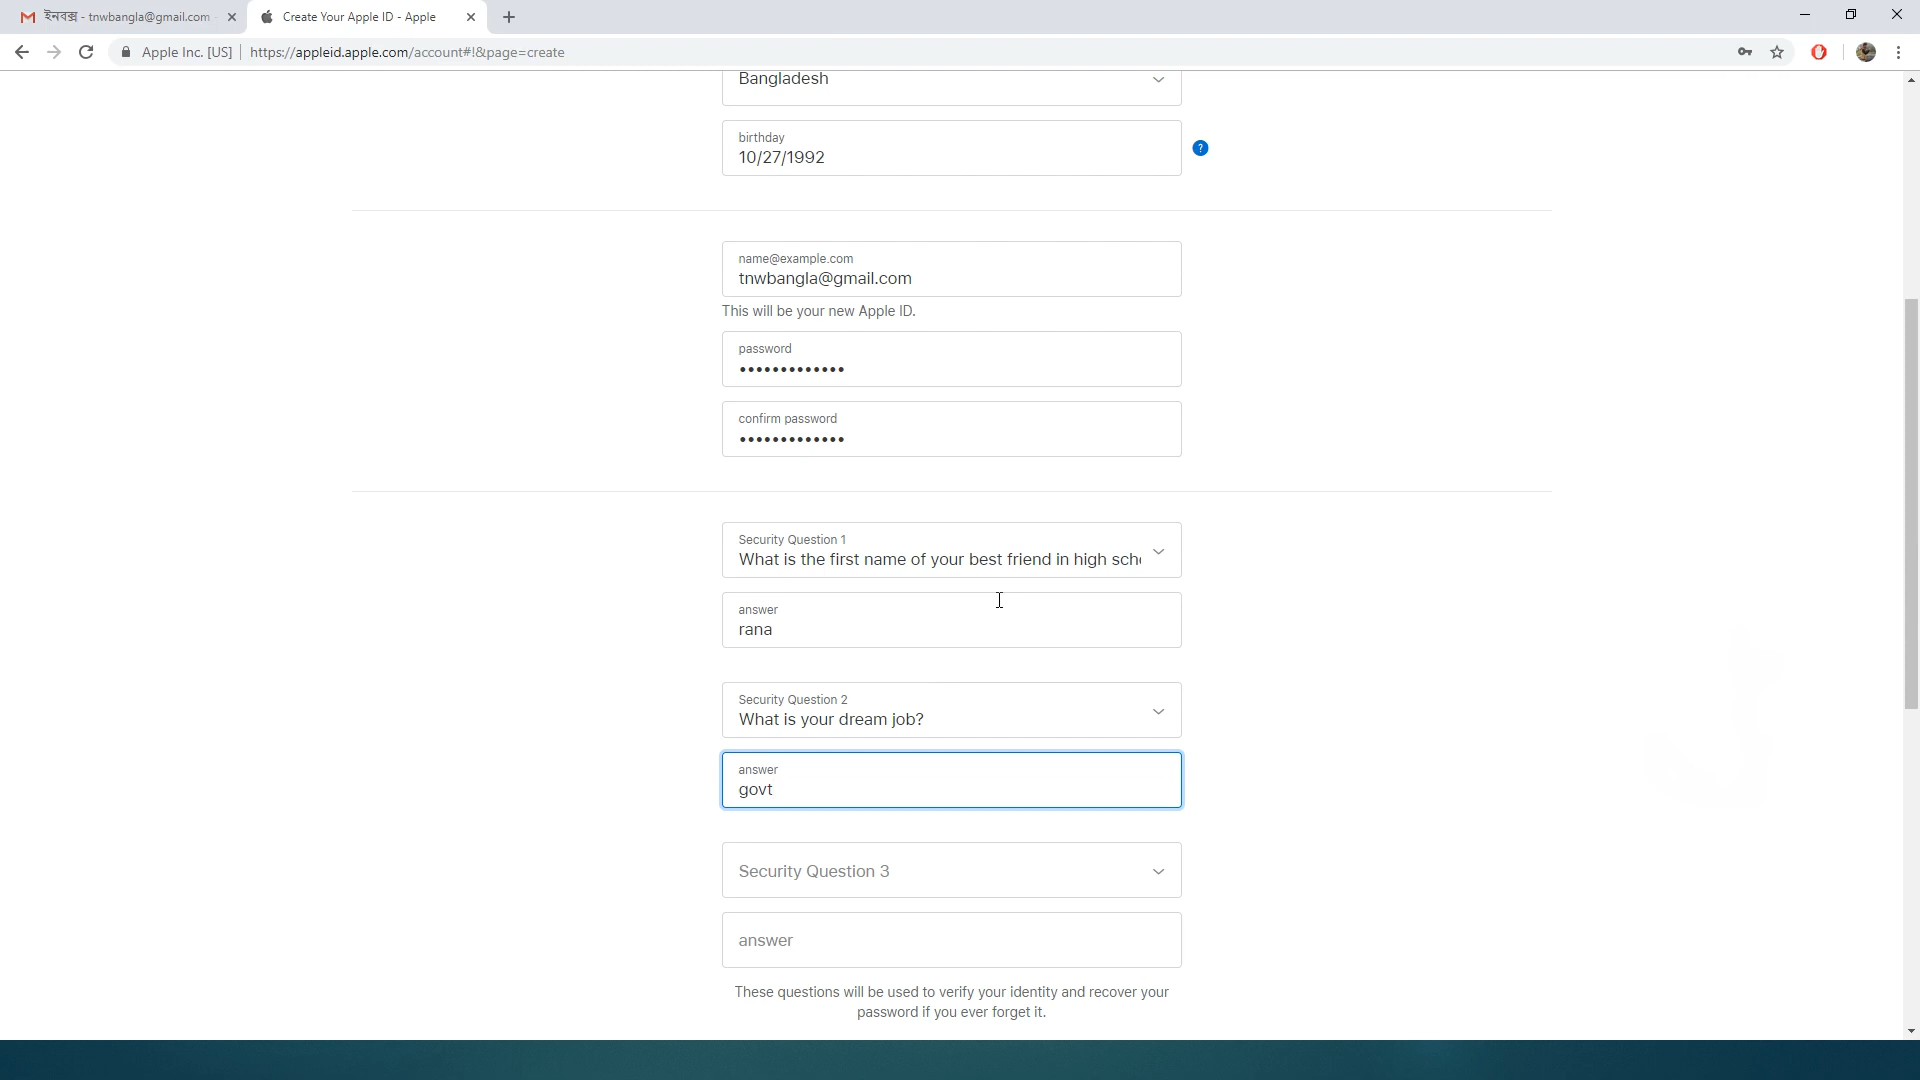 ইনবক্স - tnwbangla@gmail.com
Create Your Apple ID - Apple
Apple Inc. [US]
https://appleid.apple.com/account#!&page=create
Bangladesh
birthday
10/27/1992
?
name@example.com
tnwbangla@gmail.com
This will be your new Apple ID.
password
•••••••••••••
confirm password
•••••••••••••
Security Question 1
What is the first name of your best friend in high sch
answer
rana
Security Question 2
What is your dream job?
answer
govt
Security Question 3
answer
These questions will be used to verify your identity and recover your
password if you ever forget it.